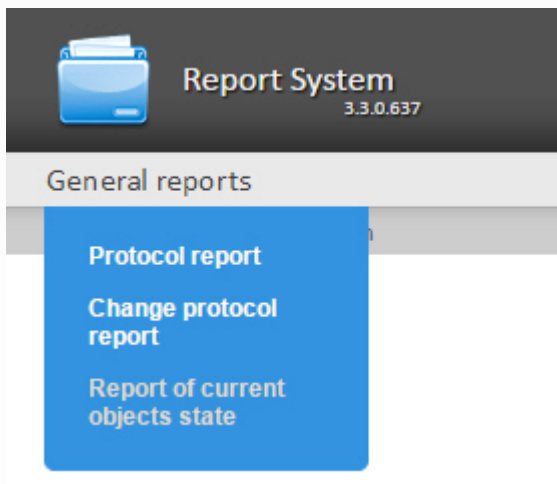 Report System
3.3.0.637
General reports
Protocol report
Change protocol
report
Report of current
objects state